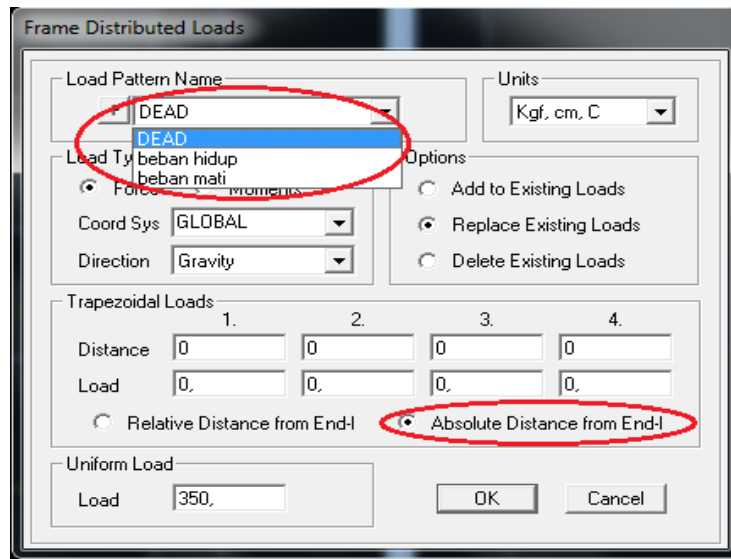 Frame Distributed Loads
Load Pattern Name
+ DEAD
DEAD
beban hidup
beban mati
Units
Kgf, cm, C
Load Ty
Forces Moments
Coord Sys GLOBAL
Direction Gravity
Options
Add to Existing Loads
Replace Existing Loads
Delete Existing Loads
Trapezoidal Loads
1. 2. 3. 4.
Distance 0 0 0 0
Load 0, 0, 0, 0,
Relative Distance from End-I Absolute Distance from End-I
Uniform Load
Load 350,
OK Cancel